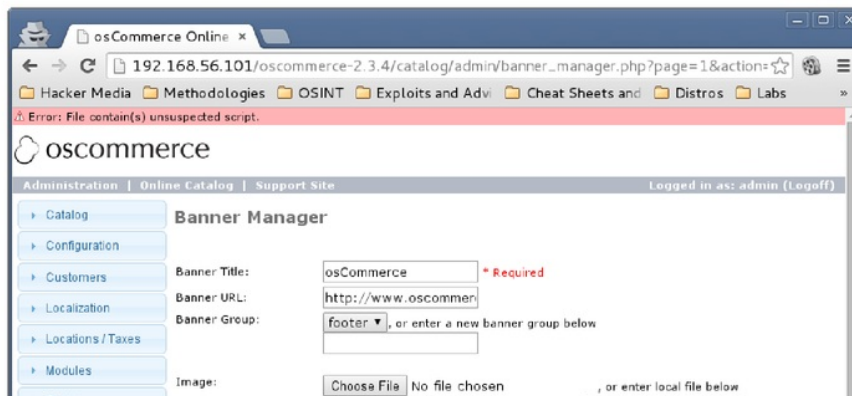 osCommerce Online ×
192.168.56.101/oscommerce-2.3.4/catalog/admin/banner_manager.php?page=1&action=
Hacker Media Methodologies OSINT Exploits and Advi Cheat Sheets and Distros Labs »
Error: File contain(s) unsuspected script.
oscommerce
Administration | Online Catalog | Support Site Logged in as: admin (Logoff)
Catalog
Configuration
Customers
Localization
Locations / Taxes
Modules
Banner Manager
Banner Title: osCommerce * Required
Banner URL: http://www.oscommer
Banner Group: footer ▼, or enter a new banner group below
Image: Choose File No file chosen , or enter local file below